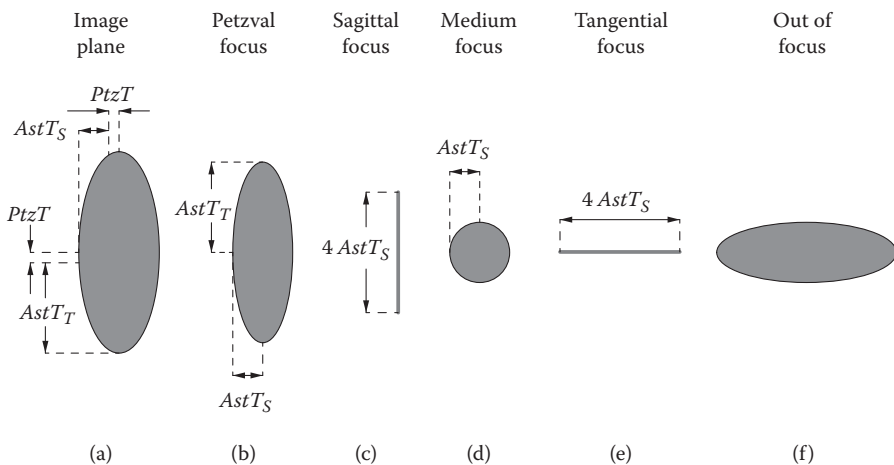 Image plane
Petzval focus
Sagittal focus
Medium focus
Tangential focus
Out of focus
PtzT
AstT_S
PtzT
AstT_T
AstT_T
AstT_S
4 AstT_S
AstT_S
4 AstT_S
(a)
(b)
(c)
(d)
(e)
(f)